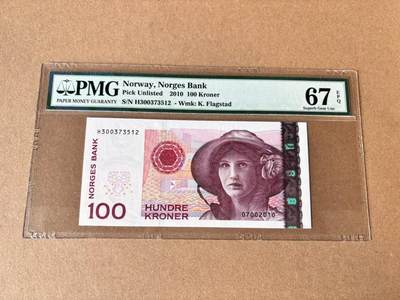 PMG
PAPER MONEY GUARANTY
Norway, Norges Bank
Pick Unlisted 2010 100 Kroner
S/N H300373512 - Wmk: K. Flagstad
67 EPQ
Superb Gem Unc
H300373512
NORGES BANK
100
HUNDRE
KRONER
07002010